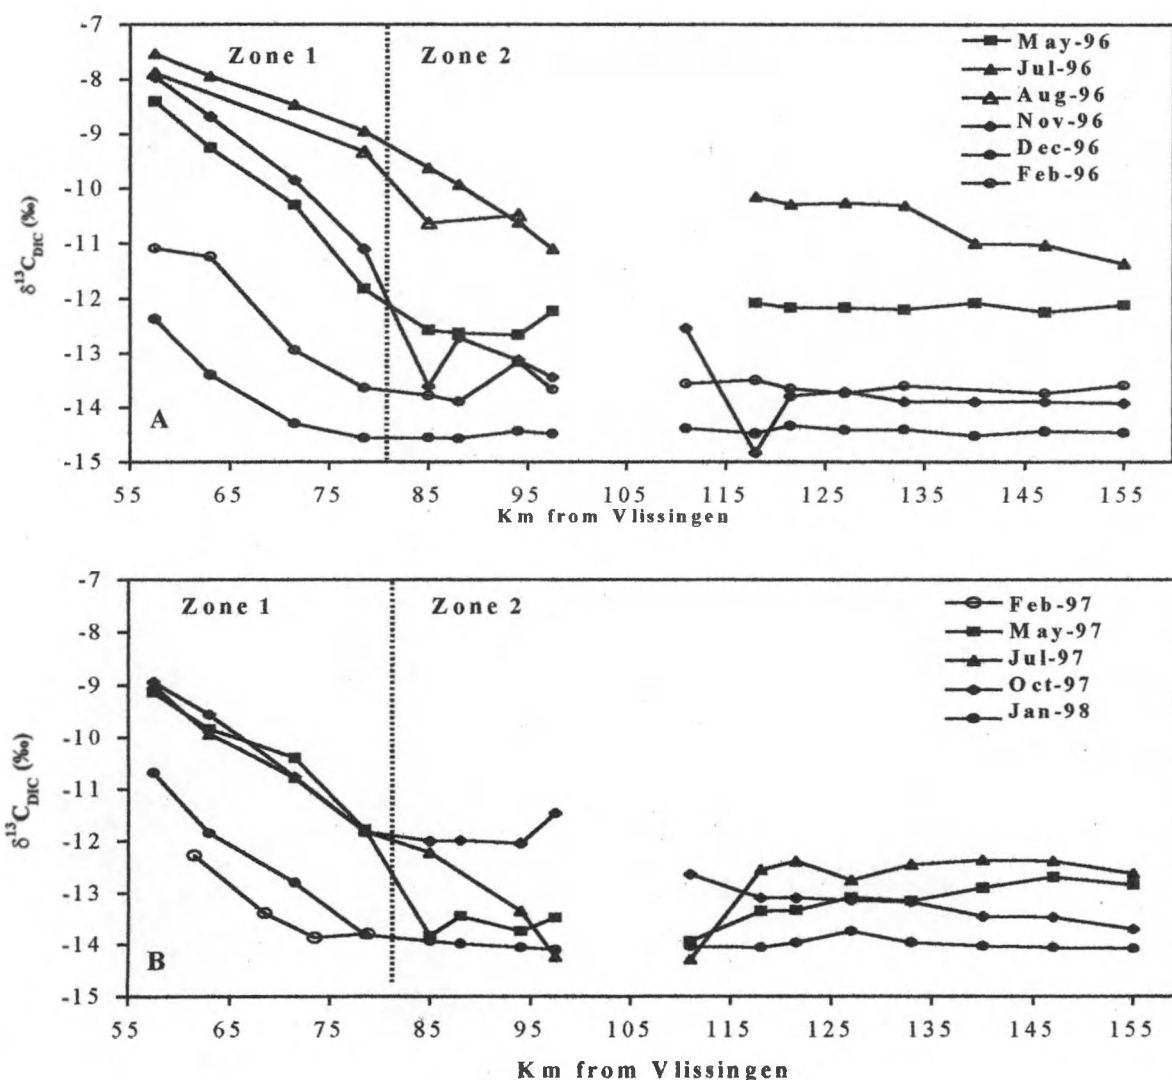 -7
-8
-9
-10
-11
-12
-13
-14
-15
δ¹³C_DIC (‰)
Zone 1
Zone 2
May-96
Jul-96
Aug-96
Nov-96
Dec-96
Feb-96
A
55 65 75 85 95 105 115 125 135 145 155
Km from Vlissingen
-7
-8
-9
-10
-11
-12
-13
-14
-15
δ¹³C_DIC (‰)
Zone 1
Zone 2
Feb-97
May-97
Jul-97
Oct-97
Jan-98
B
55 65 75 85 95 105 115 125 135 145 155
Km from Vlissingen